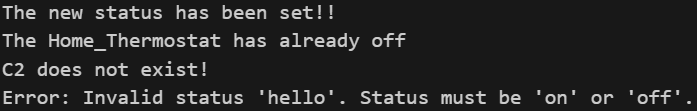 The new status has been set!!
The Home_Thermostat has already off
C2 does not exist!
Error: Invalid status 'hello'. Status must be 'on' or 'off'.